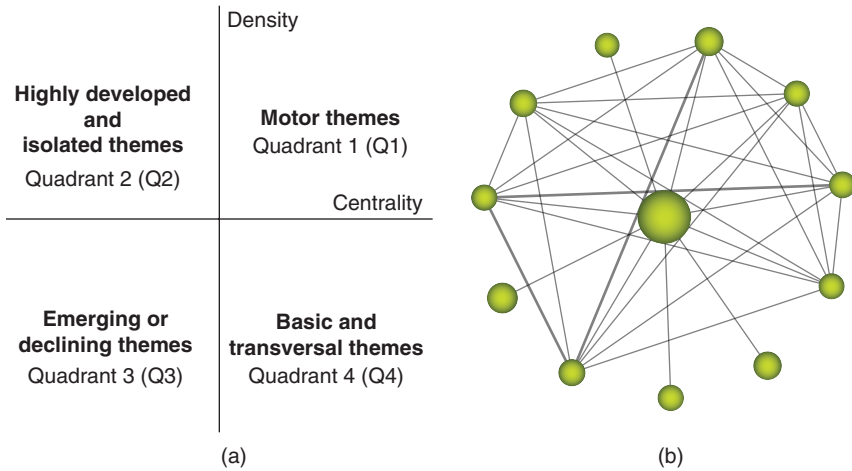 Density
Highly developed
and
isolated themes
Quadrant 2 (Q2)
Motor themes
Quadrant 1 (Q1)
Centrality
Emerging or
declining themes
Quadrant 3 (Q3)
Basic and
transversal themes
Quadrant 4 (Q4)
(a)
(b)